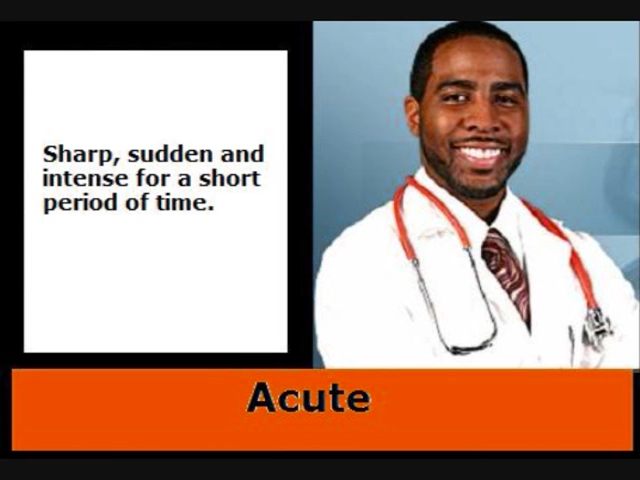 Sharp, sudden and
intense for a short
period of time.
Acute